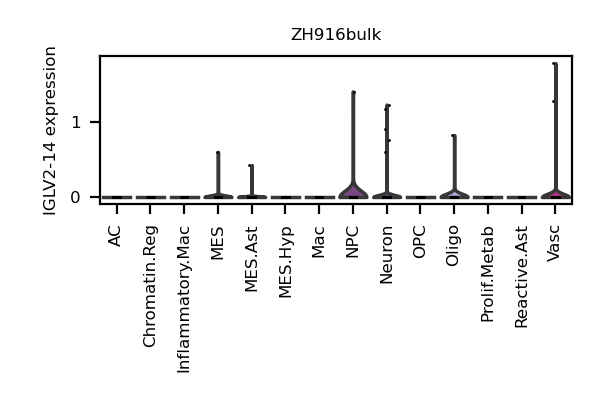 ZH916bulk
IGLV2-14 expression
1
0
AC
Chromatin.Reg
Inflammatory.Mac
MES
MES.Ast
MES.Hyp
Mac
NPC
Neuron
OPC
Oligo
Prolif.Metab
Reactive.Ast
Vasc